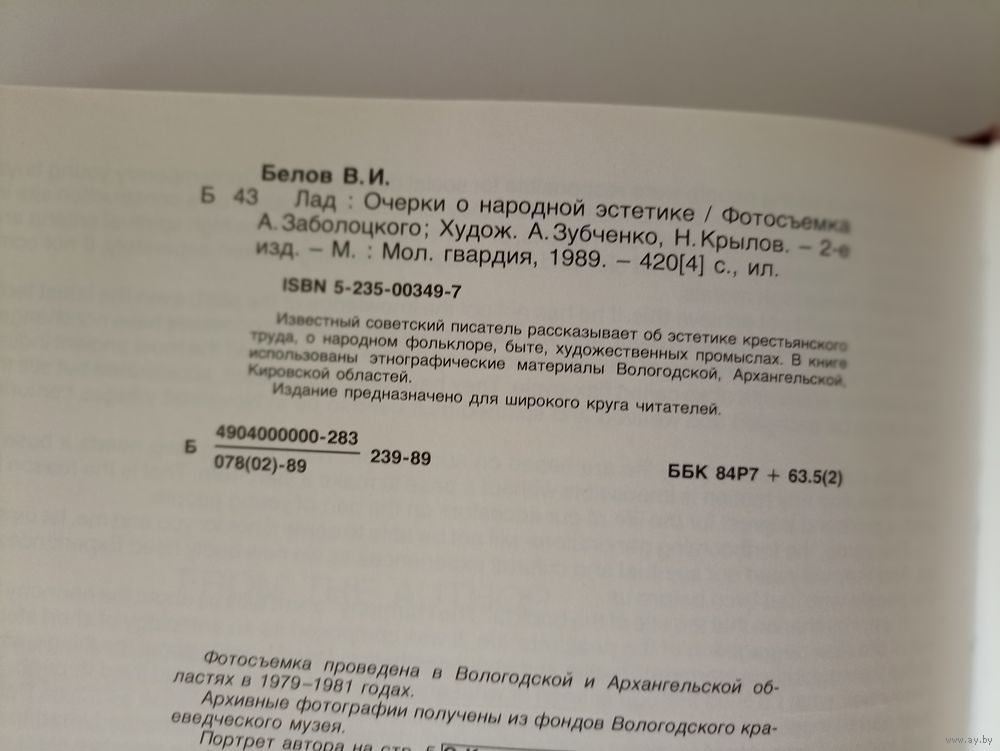 Белов В.И.
Б 43 Лад : Очерки о народной эстетике / Фотосъемка
А.Заболоцкого; Худож. А.Зубченко, Н.Крылов. – 2-е
изд. – М. : Мол. гвардия, 1989. – 420[4] с., ил.
ISBN 5-235-00349-7
Известный советский писатель рассказывает об эстетике крестьянского
труда, о народном фольклоре, быте, художественных промыслах. В книге
использованы этнографические материалы Вологодской, Архангельской,
Кировской областей.
Издание предназначено для широкого круга читателей.
Б 4904000000-283
078(02)-89
239-89
ББК 84Р7 + 63.5(2)
Фотосъемка проведена в Вологодской и Архангельской об-
ластях в 1979–1981 годах.
Архивные фотографии получены из фондов Вологодского кра-
еведческого музея.
Портрет автора на стр.
www.ay.by